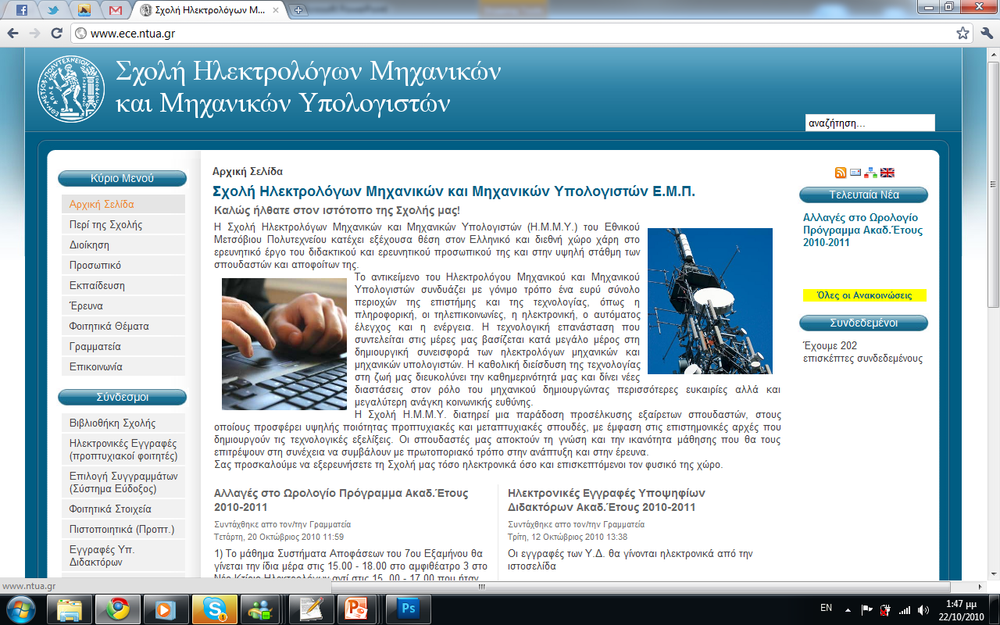 Σχολή Ηλεκτρολόγων Μ...
www.ece.ntua.gr
Σχολή Ηλεκτρολόγων Μηχανικών
και Μηχανικών Υπολογιστών
αναζήτηση...
Κύριο Μενού
Αρχική Σελίδα
Περί της Σχολής
Διοίκηση
Προσωπικό
Εκπαίδευση
Έρευνα
Φοιτητικά Θέματα
Γραμματεία
Επικοινωνία
Σύνδεσμοι
Βιβλιοθήκη Σχολής
Ηλεκτρονικές Εγγραφές
(προπτυχιακοί φοιτητές)
Επιλογή Συγγραμμάτων
(Σύστημα Εύδοξος)
Φοιτητικά Στοιχεία
Πιστοποιητικά (Προπτ.)
Εγγραφές Υπ.
Διδακτόρων
Αρχική Σελίδα
Σχολή Ηλεκτρολόγων Μηχανικών και Μηχανικών Υπολογιστών Ε.Μ.Π.
Καλώς ήλθατε στον ιστότοπο της Σχολής μας!
Η Σχολή Ηλεκτρολόγων Μηχανικών και Μηχανικών Υπολογιστών (Η.Μ.Μ.Υ.) του Εθνικού
Μετσόβιου Πολυτεχνείου κατέχει εξέχουσα θέση στον Ελληνικό και διεθνή χώρο χάρη στο
ερευνητικό έργο του διδακτικού και ερευνητικού προσωπικού της και στην υψηλή στάθμη των
σπουδαστών και αποφοίτων της.
Το αντικείμενο του Ηλεκτρολόγου Μηχανικού και Μηχανικού
Υπολογιστών συνδυάζει με γόνιμο τρόπο ένα ευρύ σύνολο
περιοχών της επιστήμης και της τεχνολογίας, όπως η
πληροφορική, οι τηλεπικοινωνίες, η ηλεκτρονική, ο αυτόματος
έλεγχος και η ενέργεια. Η τεχνολογική επανάσταση που
συντελείται στις μέρες μας βασίζεται κατά μεγάλο μέρος στη
δημιουργική συνεισφορά των ηλεκτρολόγων μηχανικών και
μηχανικών υπολογιστών. Η καθολική διείσδυση της τεχνολογίας
στη ζωή μας διευκολύνει την καθημερινότητά μας και δίνει νέες
διαστάσεις στον ρόλο του μηχανικού δημιουργώντας περισσότερες ευκαιρίες αλλά και
μεγαλύτερη ανάγκη κοινωνικής ευθύνης.
Η Σχολή Η.Μ.Μ.Υ. διατηρεί μια παράδοση προσέλκυσης εξαίρετων σπουδαστών, στους
οποίους προσφέρει υψηλής ποιότητας προπτυχιακές και μεταπτυχιακές σπουδές, με έμφαση στις επιστημονικές αρχές που
δημιουργούν τις τεχνολογικές εξελίξεις. Οι σπουδαστές μας αποκτούν τη γνώση και την ικανότητα μάθησης που θα τους
επιτρέψουν στη συνέχεια να συμβάλουν με πρωτοποριακό τρόπο στην ανάπτυξη και στην έρευνα.
Σας προσκαλούμε να εξερευνήσετε τη Σχολή μας τόσο ηλεκτρονικά όσο και επισκεπτόμενοι τον φυσικό της χώρο.
Αλλαγές στο Ωρολογίο Πρόγραμμα Ακαδ.Έτους
2010-2011
Συντάχθηκε απο τον/την Γραμματεία
Τετάρτη, 20 Οκτώβριος 2010 11:59
1) Το μάθημα Συστήματα Αποφάσεων του 7ου Εξαμήνου θα
γίνεται την ίδια μέρα στις 15.00 - 18.00 στο αμφιθέατρο 3 στο
Νέο Κτίριο Ηλεκτρολόγων αντί στις 15 .00 - 17.00 που ήταν
Ηλεκτρονικές Εγγραφές Υποψηφίων
Διδακτόρων Ακαδ.Έτους 2010-2011
Συντάχθηκε απο τον/την Γραμματεία
Τρίτη, 12 Οκτώβριος 2010 13:38
Οι εγγραφές των Υ.Δ. θα γίνονται ηλεκτρονικά από την
ιστοσελίδα
Τελευταία Νέα
Αλλαγές στο Ωρολογίο
Πρόγραμμα Ακαδ.Έτους
2010-2011
Όλες οι Ανακοινώσεις
Συνδεδεμένοι
Έχουμε 202
επισκέπτες συνδεδεμένους
www.ntua.gr
EN
1:47 μμ
22/10/2010